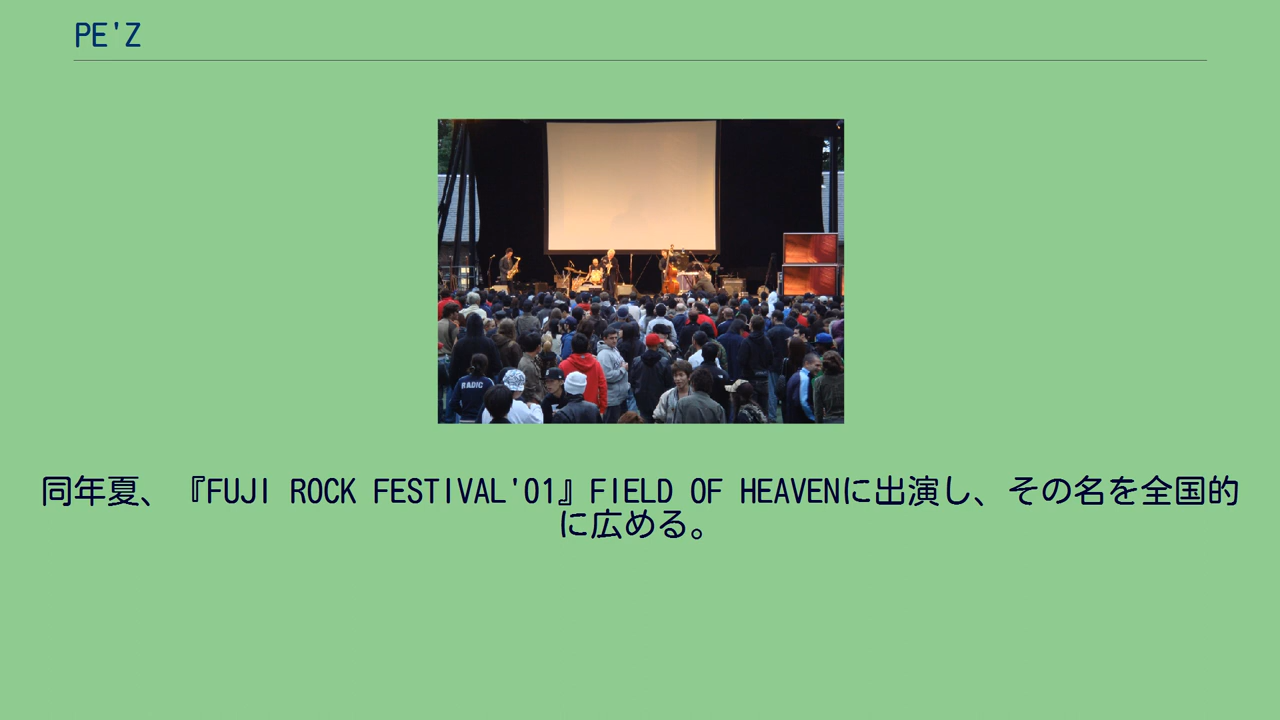 PE'Z
RADIC
同年夏、『FUJI ROCK FESTIVAL'01』FIELD OF HEAVENに出演し、その名を全国的
に広める。